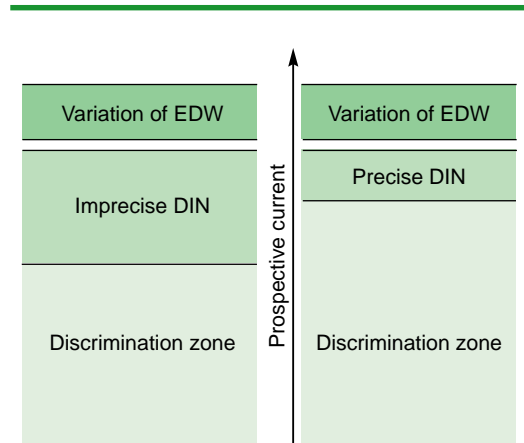 Variation of EDW
Imprecise DIN
Discrimination zone
Prospective current
Variation of EDW
Precise DIN
Discrimination zone